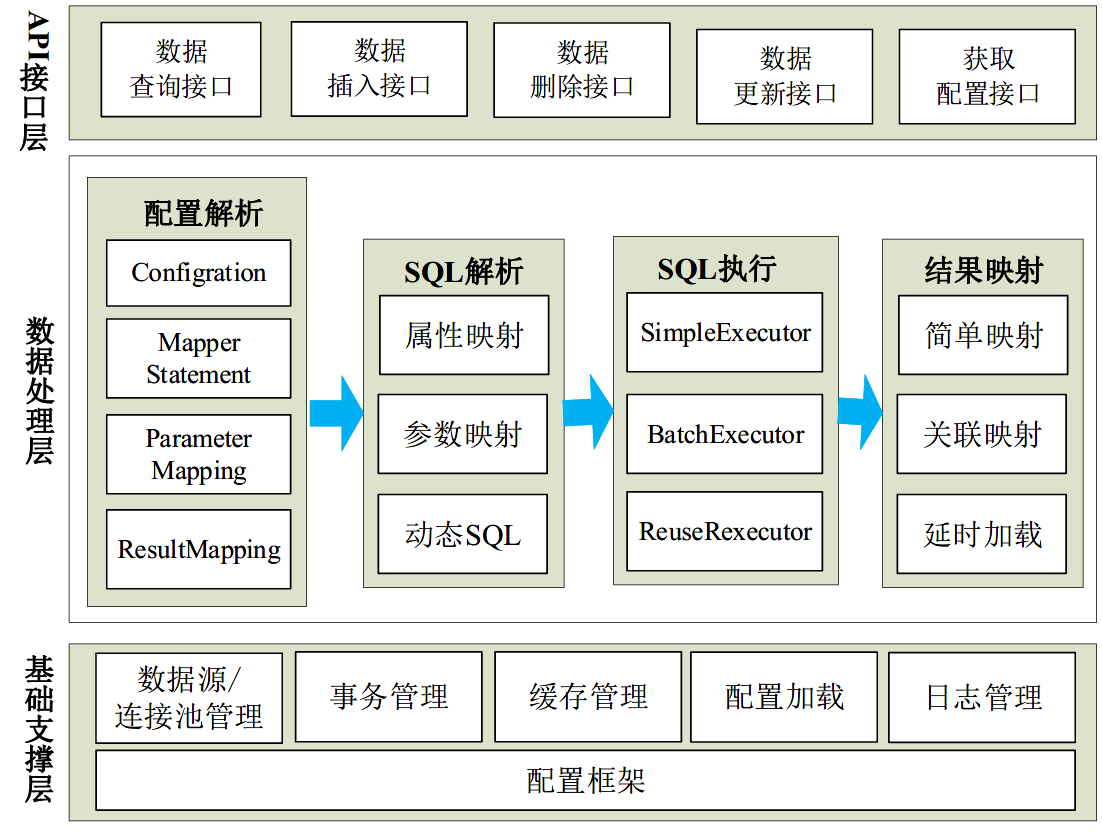 API接口层
数据
查询接口
数据
插入接口
数据
删除接口
数据
更新接口
获取
配置接口
数据处理层
配置解析
Configration
Mapper
Statement
Parameter
Mapping
ResultMapping
SQL解析
属性映射
参数映射
动态SQL
SQL执行
SimpleExecutor
BatchExecutor
ReuseRexecutor
结果映射
简单映射
关联映射
延时加载
基础支撑层
数据源/
连接池管理
事务管理
缓存管理
配置加载
日志管理
配置框架